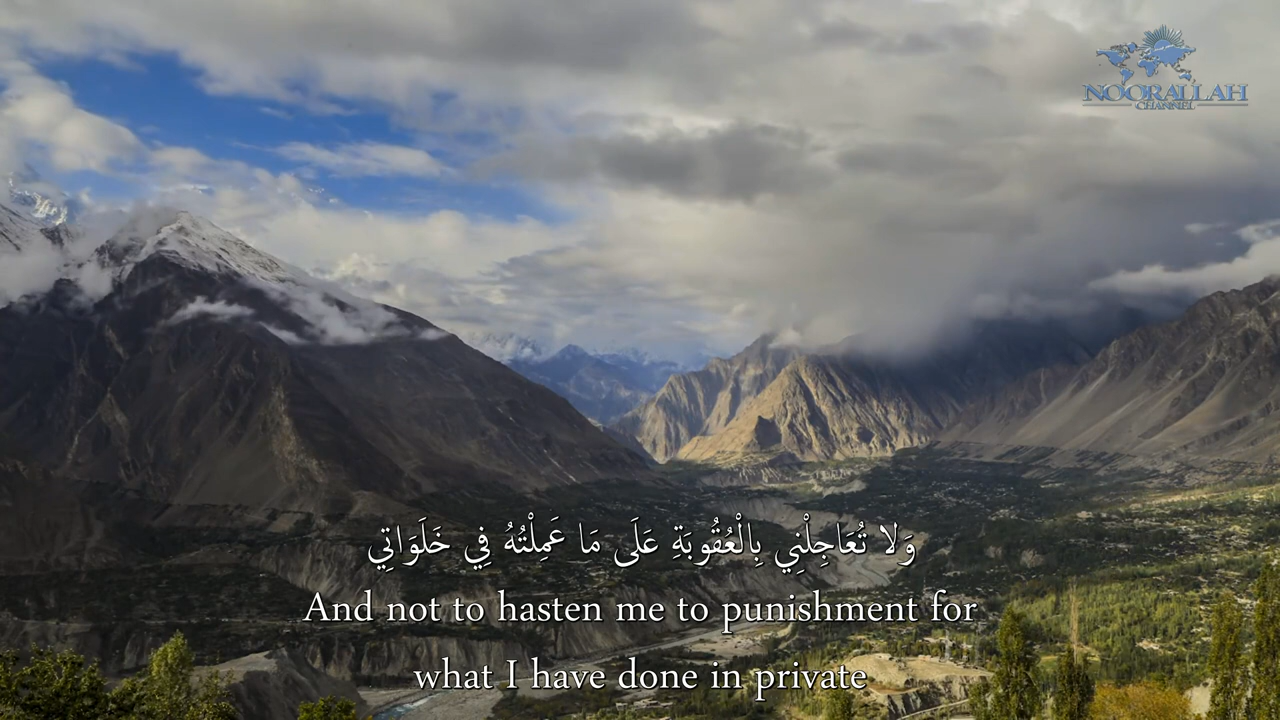 NOORALLAH
CHANNEL
وَلا تُعَاجِلْنِي بِالْعُقُوبَةِ عَلَى مَا عَمِلْتُهُ فِي خَلَوَاتِي
And not to hasten me to punishment for
what I have done in private